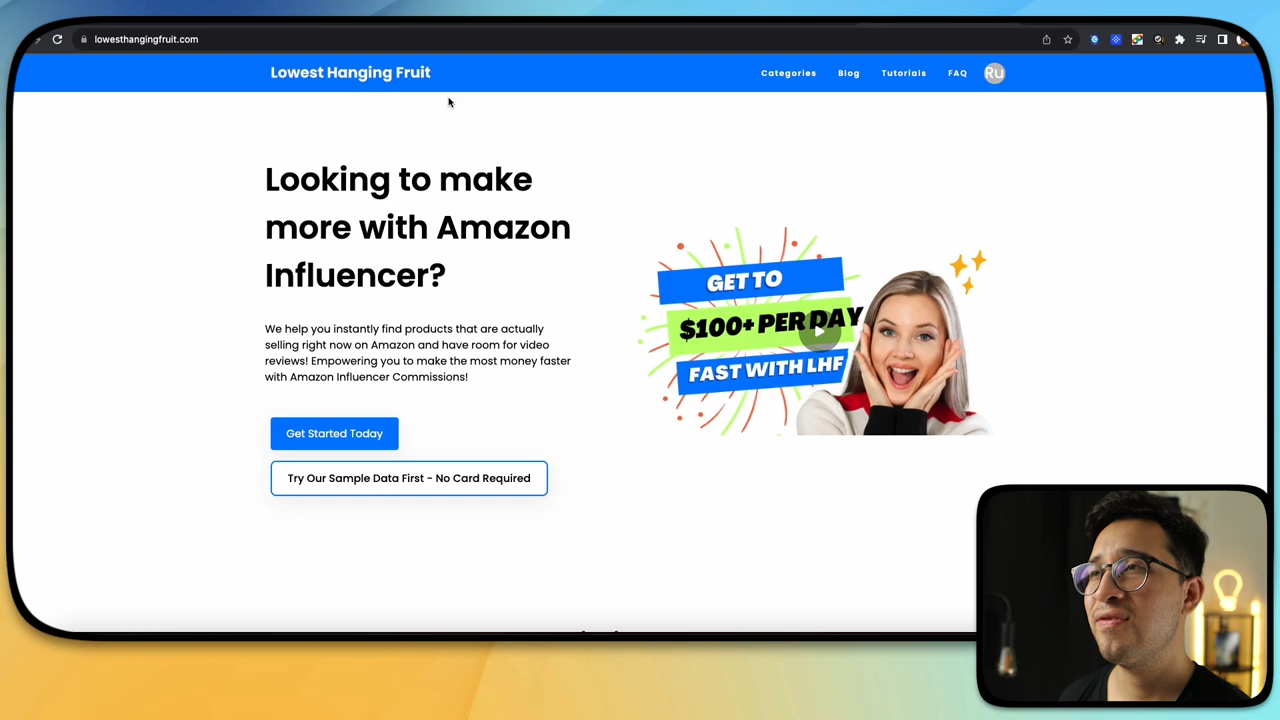 lowesthangingfruit.com
Lowest Hanging Fruit
Categories Blog Tutorials FAQ Ru
Looking to make
more with Amazon
Influencer?
We help you instantly find products that are actually
selling right now on Amazon and have room for video
reviews! Empowering you to make the most money faster
with Amazon Influencer Commissions!
Get Started Today
Try Our Sample Data First - No Card Required
GET TO
$100+ PER DAY
FAST WITH LHF